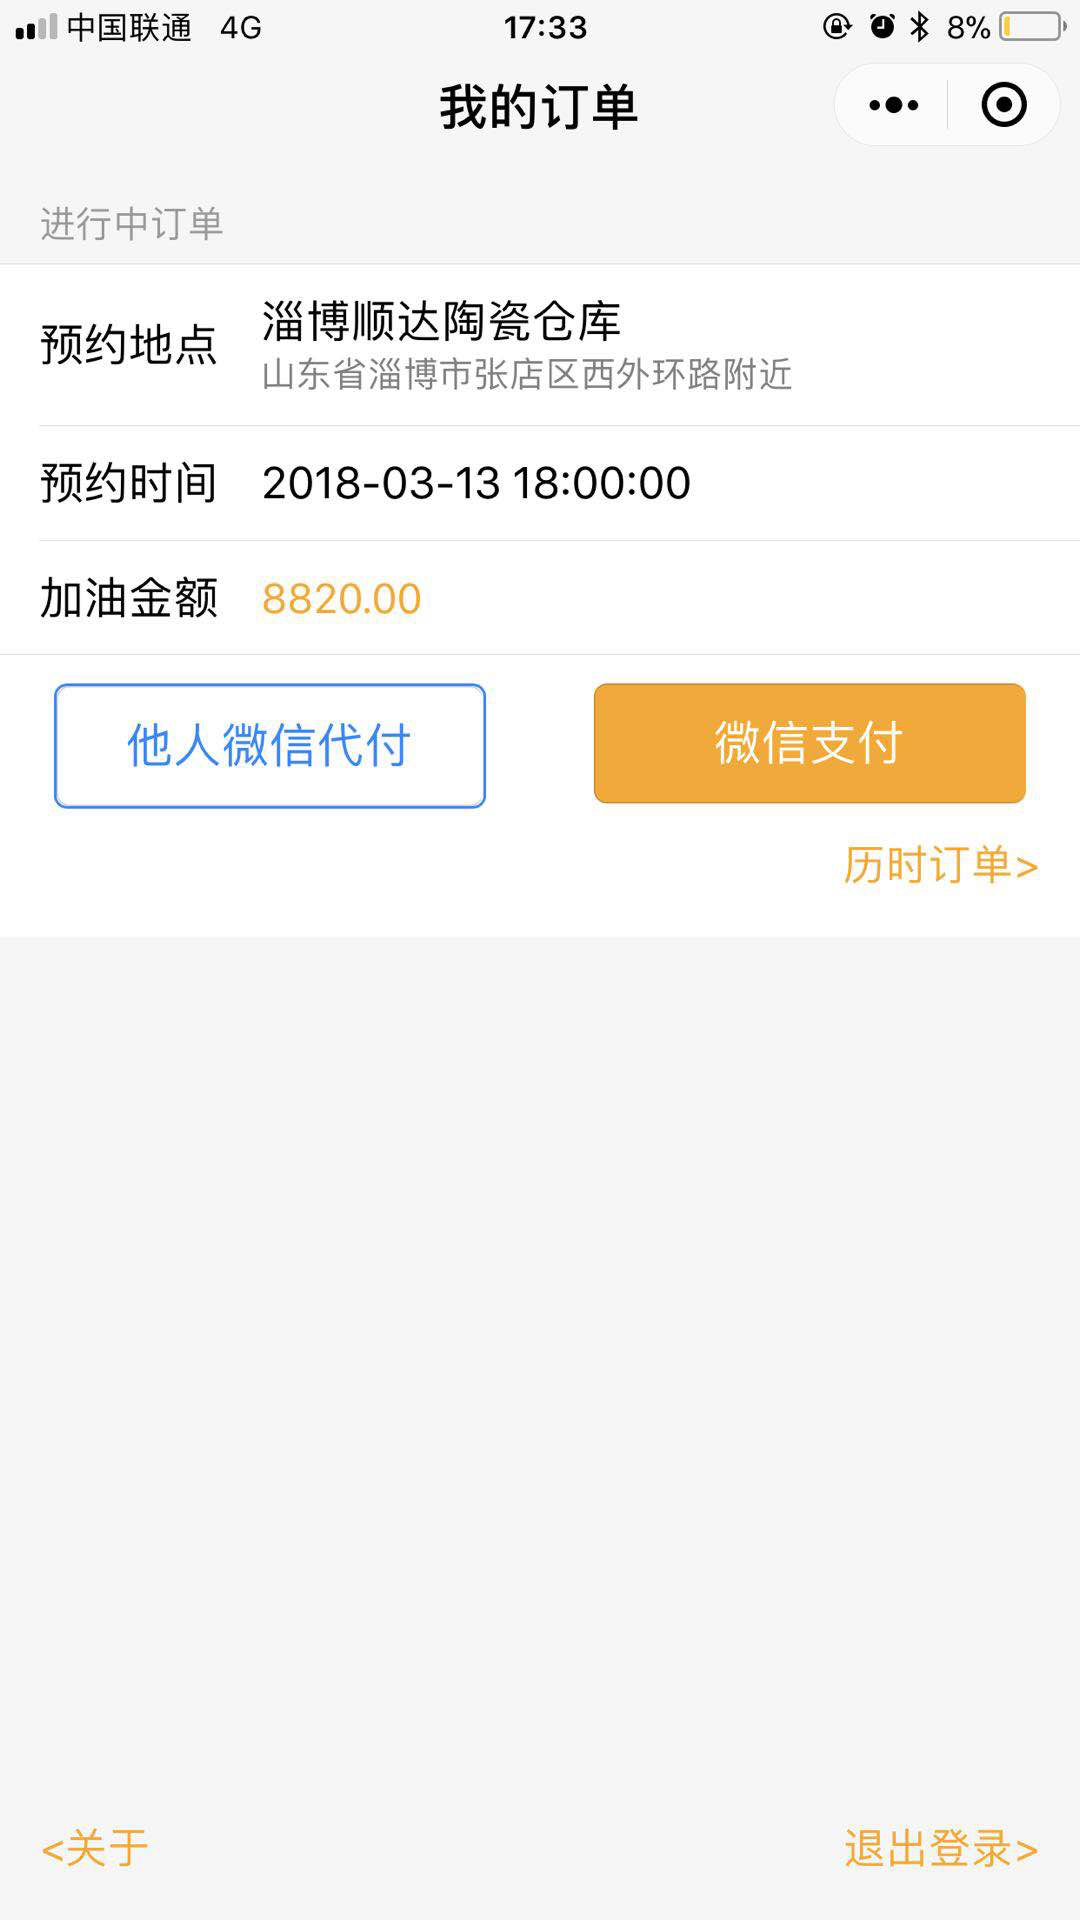 中国联通 4G 17:33 8%
我的订单
进行中订单
预约地点 淄博顺达陶瓷仓库
山东省淄博市张店区西外环路附近
预约时间 2018-03-13 18:00:00
加油金额 8820.00
他人微信代付 微信支付
历时订单>
<关于 退出登录>